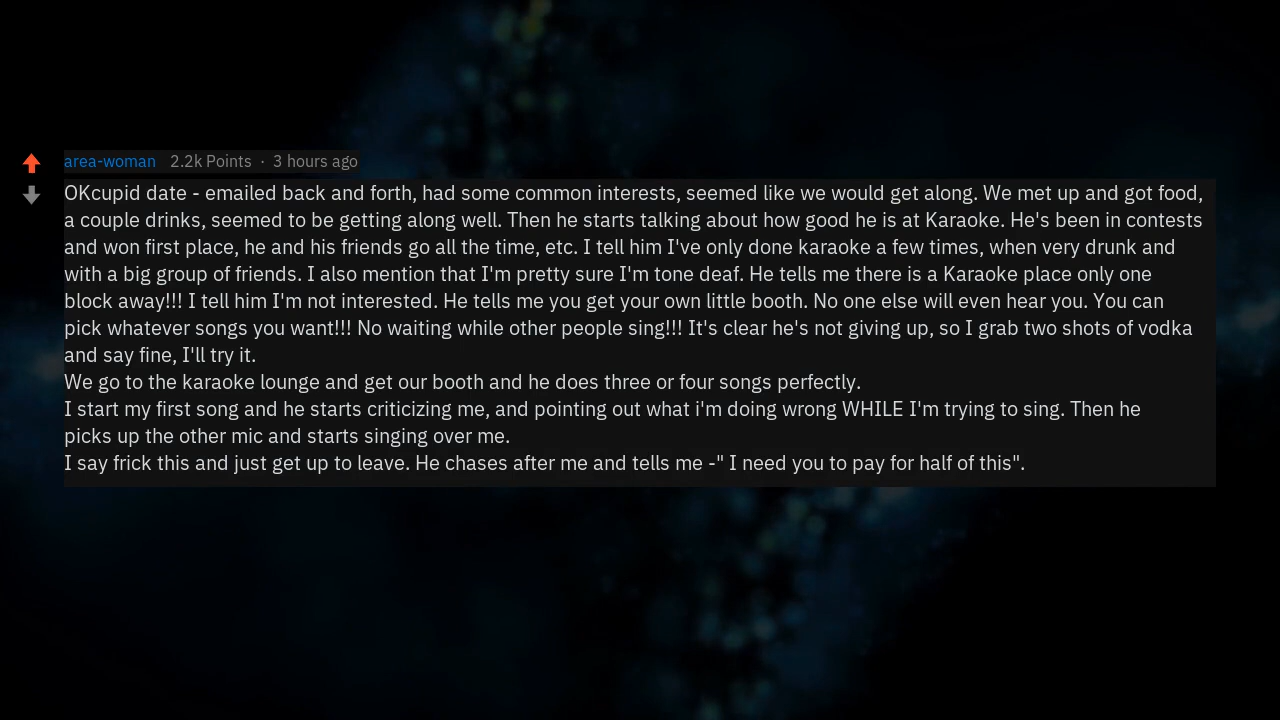 area-woman 2.2k Points · 3 hours ago
OKcupid date - emailed back and forth, had some common interests, seemed like we would get along. We met up and got food,
a couple drinks, seemed to be getting along well. Then he starts talking about how good he is at Karaoke. He's been in contests
and won first place, he and his friends go all the time, etc. I tell him I've only done karaoke a few times, when very drunk and
with a big group of friends. I also mention that I'm pretty sure I'm tone deaf. He tells me there is a Karaoke place only one
block away!!! I tell him I'm not interested. He tells me you get your own little booth. No one else will even hear you. You can
pick whatever songs you want!!! No waiting while other people sing!!! It's clear he's not giving up, so I grab two shots of vodka
and say fine, I'll try it.
We go to the karaoke lounge and get our booth and he does three or four songs perfectly.
I start my first song and he starts criticizing me, and pointing out what i'm doing wrong WHILE I'm trying to sing. Then he
picks up the other mic and starts singing over me.
I say frick this and just get up to leave. He chases after me and tells me -" I need you to pay for half of this".